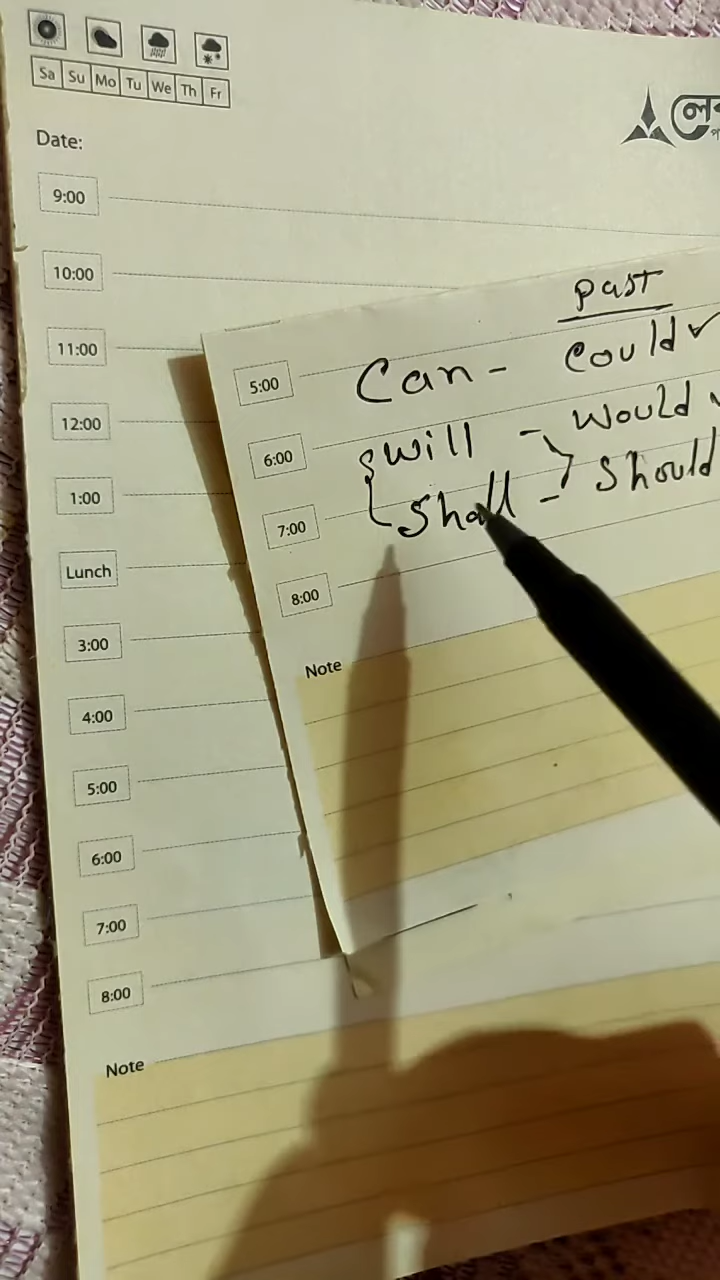 Sa Su Mo Tu We Th Fr
Date:
9:00
10:00
11:00
12:00
1:00
Lunch
3:00
4:00
5:00
6:00
7:00
8:00
Note
Past
5:00 Can - Could ✓
6:00 Will - Would
7:00 Shall - Should
8:00
Note